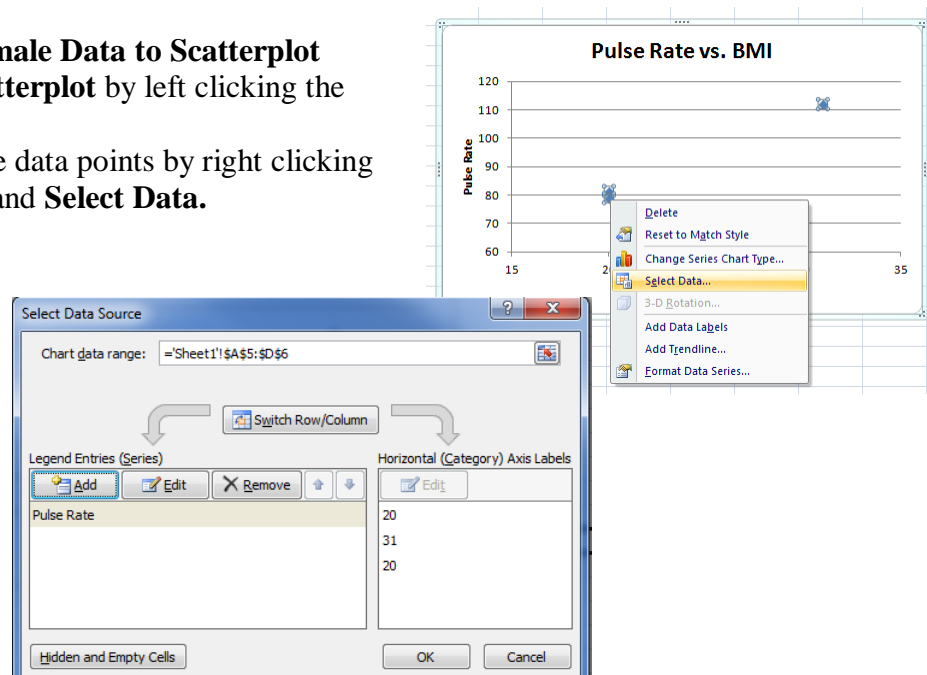 male Data to Scatterplot
tterplot by left clicking the
e data points by right clicking
and Select Data.
Pulse Rate vs. BMI
120
110
100
90
80
70
60
Pulse Rate
15
2
35
Delete
Reset to Match Style
Change Series Chart Type...
Select Data...
3-D Rotation...
Add Data Labels
Add Trendline...
Format Data Series...
Select Data Source
?
X
Chart data range: ='Sheet1'!$A$5:$D$6
Switch Row/Column
Legend Entries (Series)
Add Edit Remove
Pulse Rate
Horizontal (Category) Axis Labels
Edit
20
31
20
Hidden and Empty Cells
OK Cancel